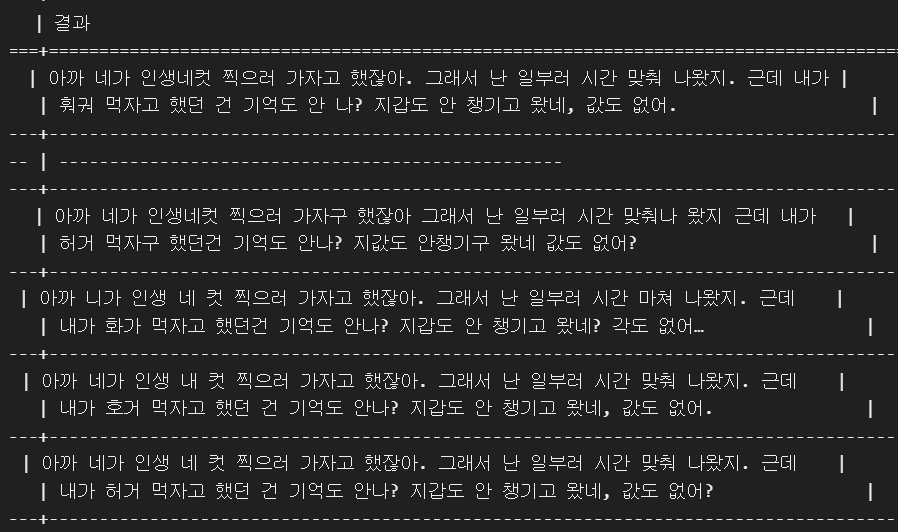 | 결과
===+=====================================================================================
| 아까 네가 인생네컷 찍으러 가자고 했잖아. 그래서 난 일부러 시간 맞춰 나왔지. 근데 내가 |
| 훠궈 먹자고 했던 건 기억도 안 나? 지갑도 안 챙기고 왔네, 값도 없어. |
---+-------------------------------------------------------------------------------------
-- | --------------------------------------------------
---+-------------------------------------------------------------------------------------
| 아까 네가 인생네컷 찍으러 가자구 했잖아 그래서 난 일부러 시간 맞춰나 왔지 근데 내가 |
| 허거 먹자구 했던건 기억도 안나? 지값도 안챙기구 왔네 값도 없어? |
---+-------------------------------------------------------------------------------------
| 아까 니가 인생 네 컷 찍으러 가자고 했잖아. 그래서 난 일부러 시간 마쳐 나왔지. 근데 |
| 내가 화가 먹자고 했던건 기억도 안나? 지갑도 안 챙기고 왔네? 각도 없어… |
---+-------------------------------------------------------------------------------------
| 아까 네가 인생 내 컷 찍으러 가자고 했잖아. 그래서 난 일부러 시간 맞춰 나왔지. 근데 |
| 내가 호거 먹자고 했던 건 기억도 안나? 지갑도 안 챙기고 왔네, 값도 없어. |
---+-------------------------------------------------------------------------------------
| 아까 네가 인생 네 컷 찍으러 가자고 했잖아. 그래서 난 일부러 시간 맞춰 나왔지. 근데 |
| 내가 허거 먹자고 했던 건 기억도 안나? 지갑도 안 챙기고 왔네, 값도 없어? |
---+-------------------------------------------------------------------------------------